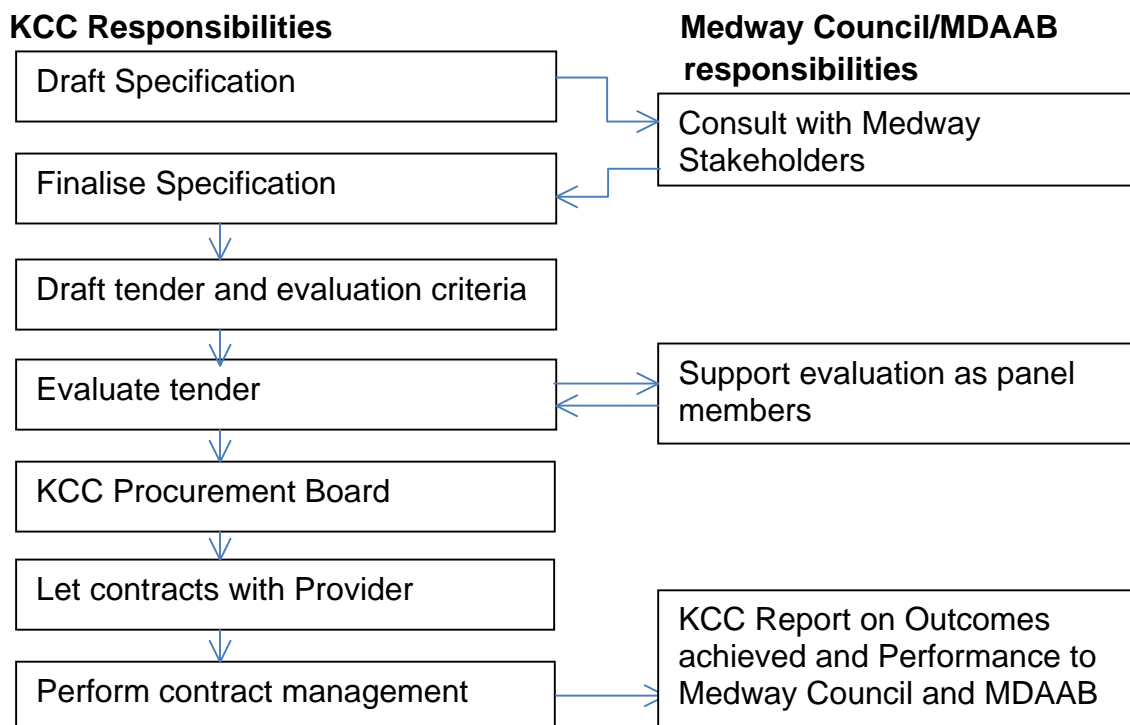 KCC Responsibilities
Medway Council/MDAAB
responsibilities
Draft Specification
Consult with Medway
Stakeholders
Finalise Specification
Draft tender and evaluation criteria
Evaluate tender
Support evaluation as panel
members
KCC Procurement Board
Let contracts with Provider
KCC Report on Outcomes
achieved and Performance to
Medway Council and MDAAB
Perform contract management